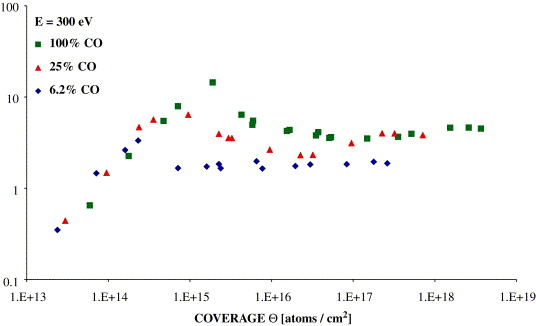 100
E = 300 eV
100% CO
25% CO
6.2% CO
10
1
0.1
1.E+13 1.E+14 1.E+15 1.E+16 1.E+17 1.E+18 1.E+19
COVERAGE Θ [atoms / cm²]